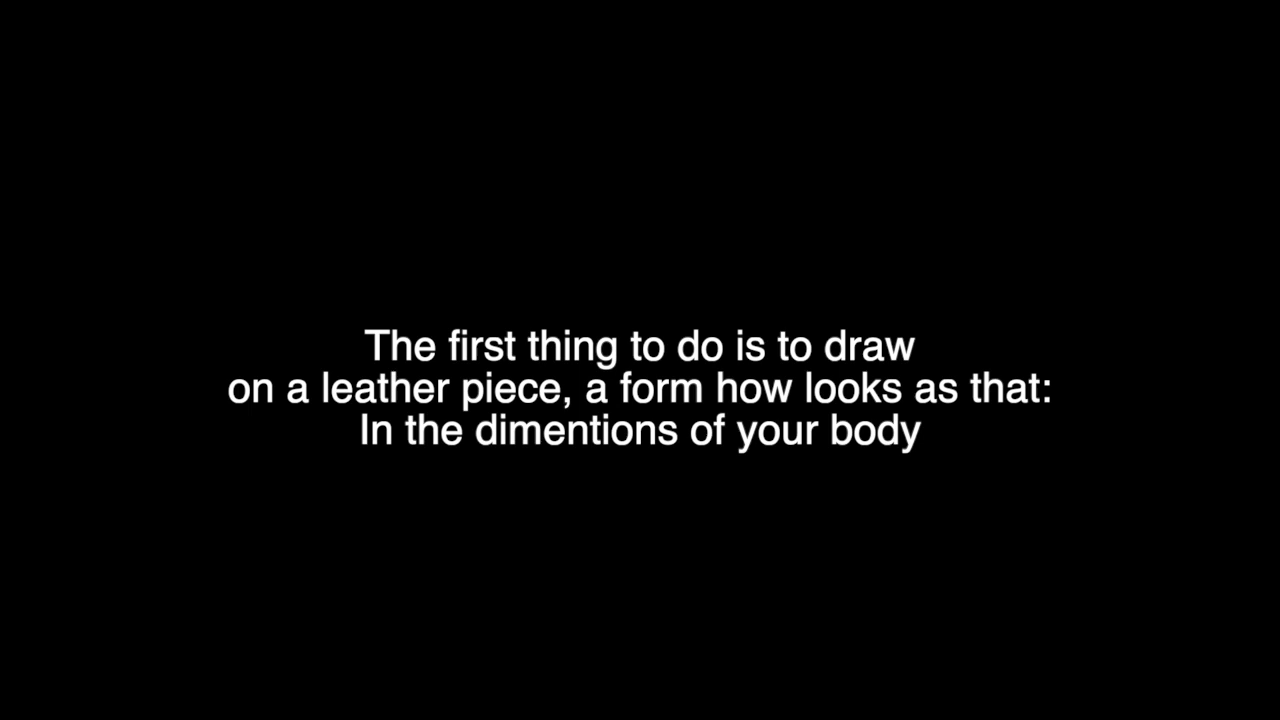 The first thing to do is to draw
on a leather piece, a form how looks as that:
In the dimentions of your body